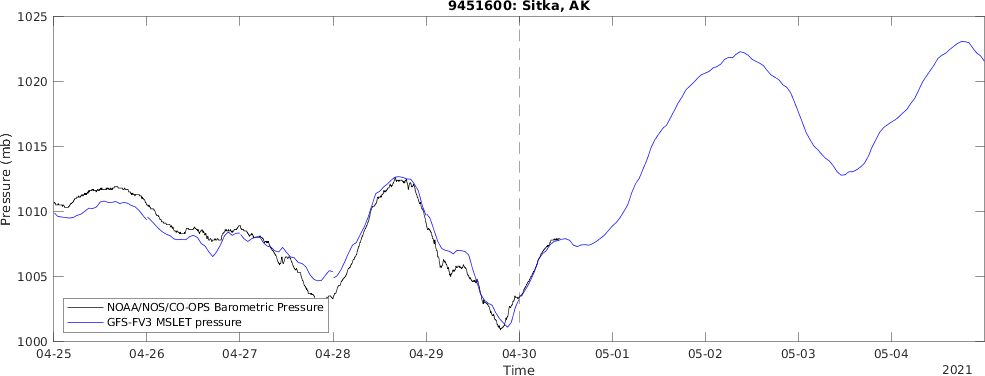 9451600: Sitka, AK
1025
1020
1015
1010
1005
1000
Pressure (mb)
NOAA/NOS/CO-OPS Barometric Pressure
GFS-FV3 MSLET pressure
04-25 04-26 04-27 04-28 04-29 04-30 05-01 05-02 05-03 05-04
Time
2021